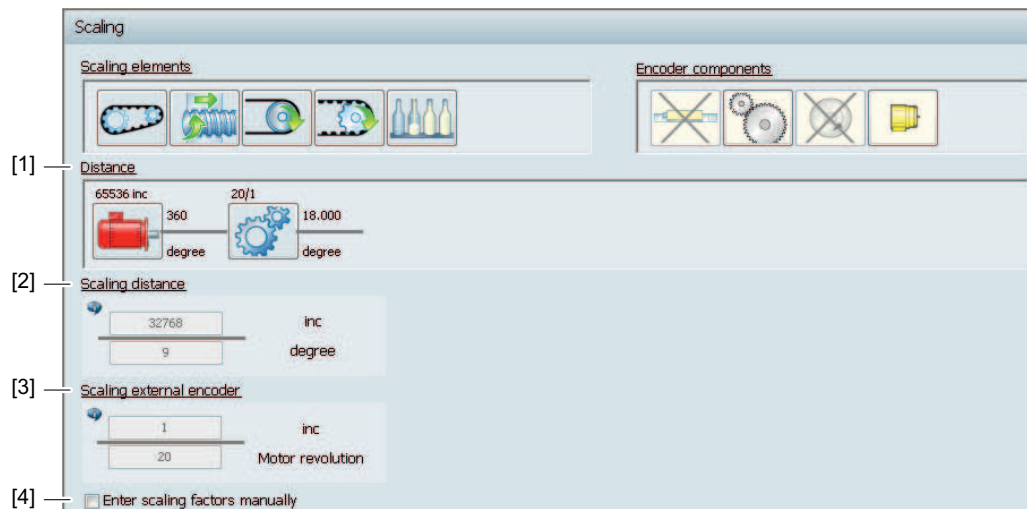 Scaling
Scaling elements
Encoder components
[1]
Distance
65536 inc
20/1
360
18.000
degree
degree
[2]
Scaling distance
32768
inc
9
degree
[3]
Scaling external encoder
1
inc
20
Motor revolution
[4]
Enter scaling factors manually